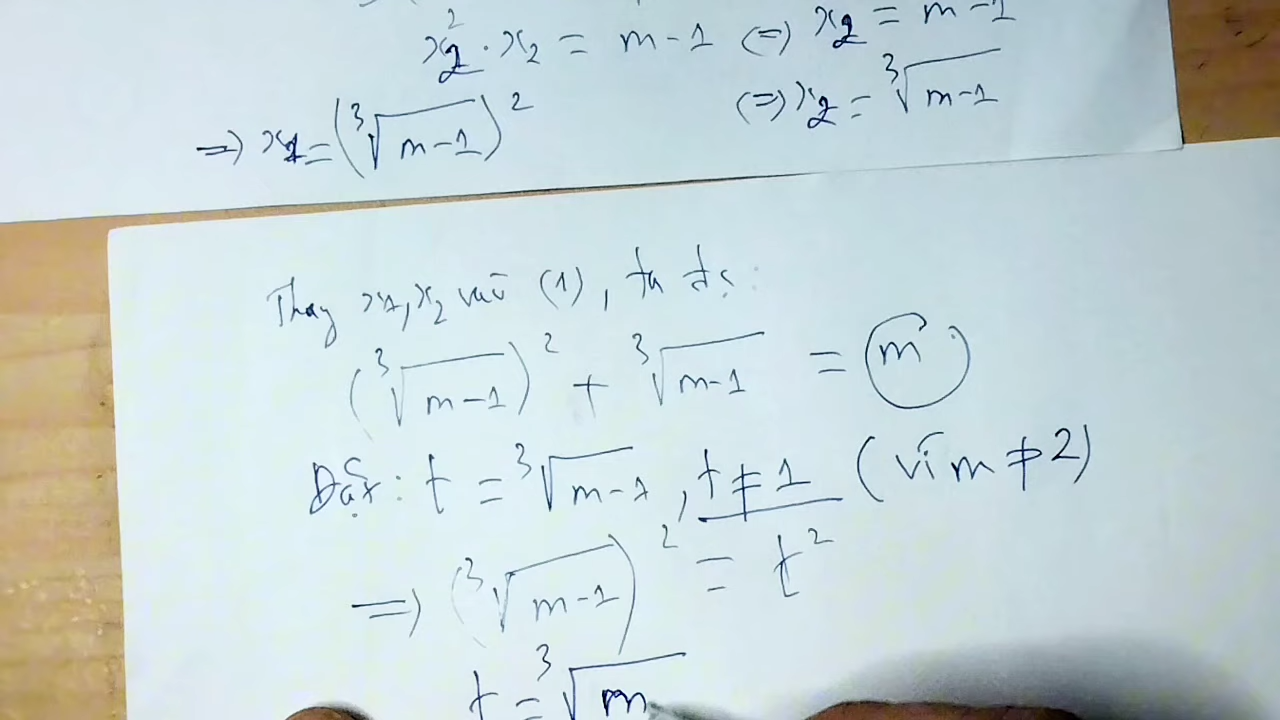 x₂² · x₂ = m - 1 (=) x₂ = m - 1
(=) x₂ = ∛(m-1)
=) x₁ = (∛(m-1))²
Thay x₁, x₂ vào (1), ta đc:
(∛(m-1))² + ∛(m-1) = m
Đặt: t = ∛(m-1), t ≠ 1 (vì m ≠ 2)
=) (∛(m-1))² = t²
t = ∛m